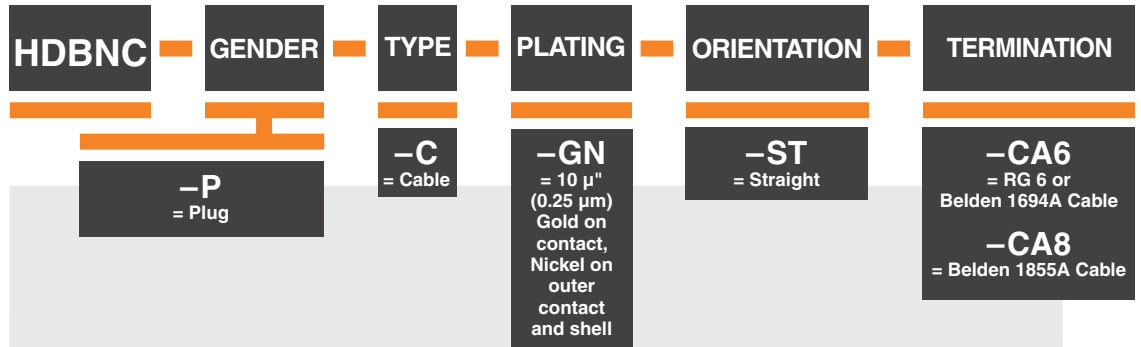 HDBNC
GENDER
TYPE
PLATING
ORIENTATION
TERMINATION
–P
= Plug
–C
= Cable
–GN
= 10 µ"
(0.25 µm)
Gold on
contact,
Nickel on
outer
contact
and shell
–ST
= Straight
–CA6
= RG 6 or
Belden 1694A Cable
–CA8
= Belden 1855A Cable